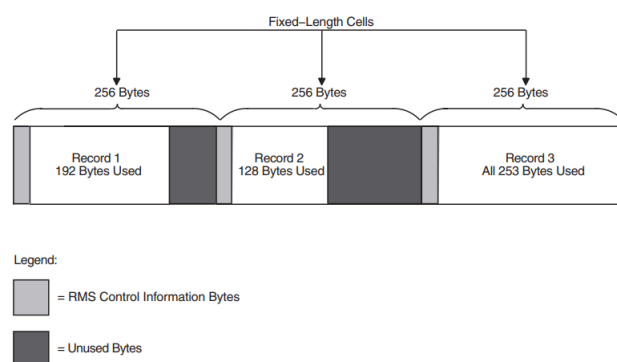 Fixed–Length Cells
256 Bytes
256 Bytes
256 Bytes
Record 1
192 Bytes Used
Record 2
128 Bytes Used
Record 3
All 253 Bytes Used
Legend:
= RMS Control Information Bytes
= Unused Bytes